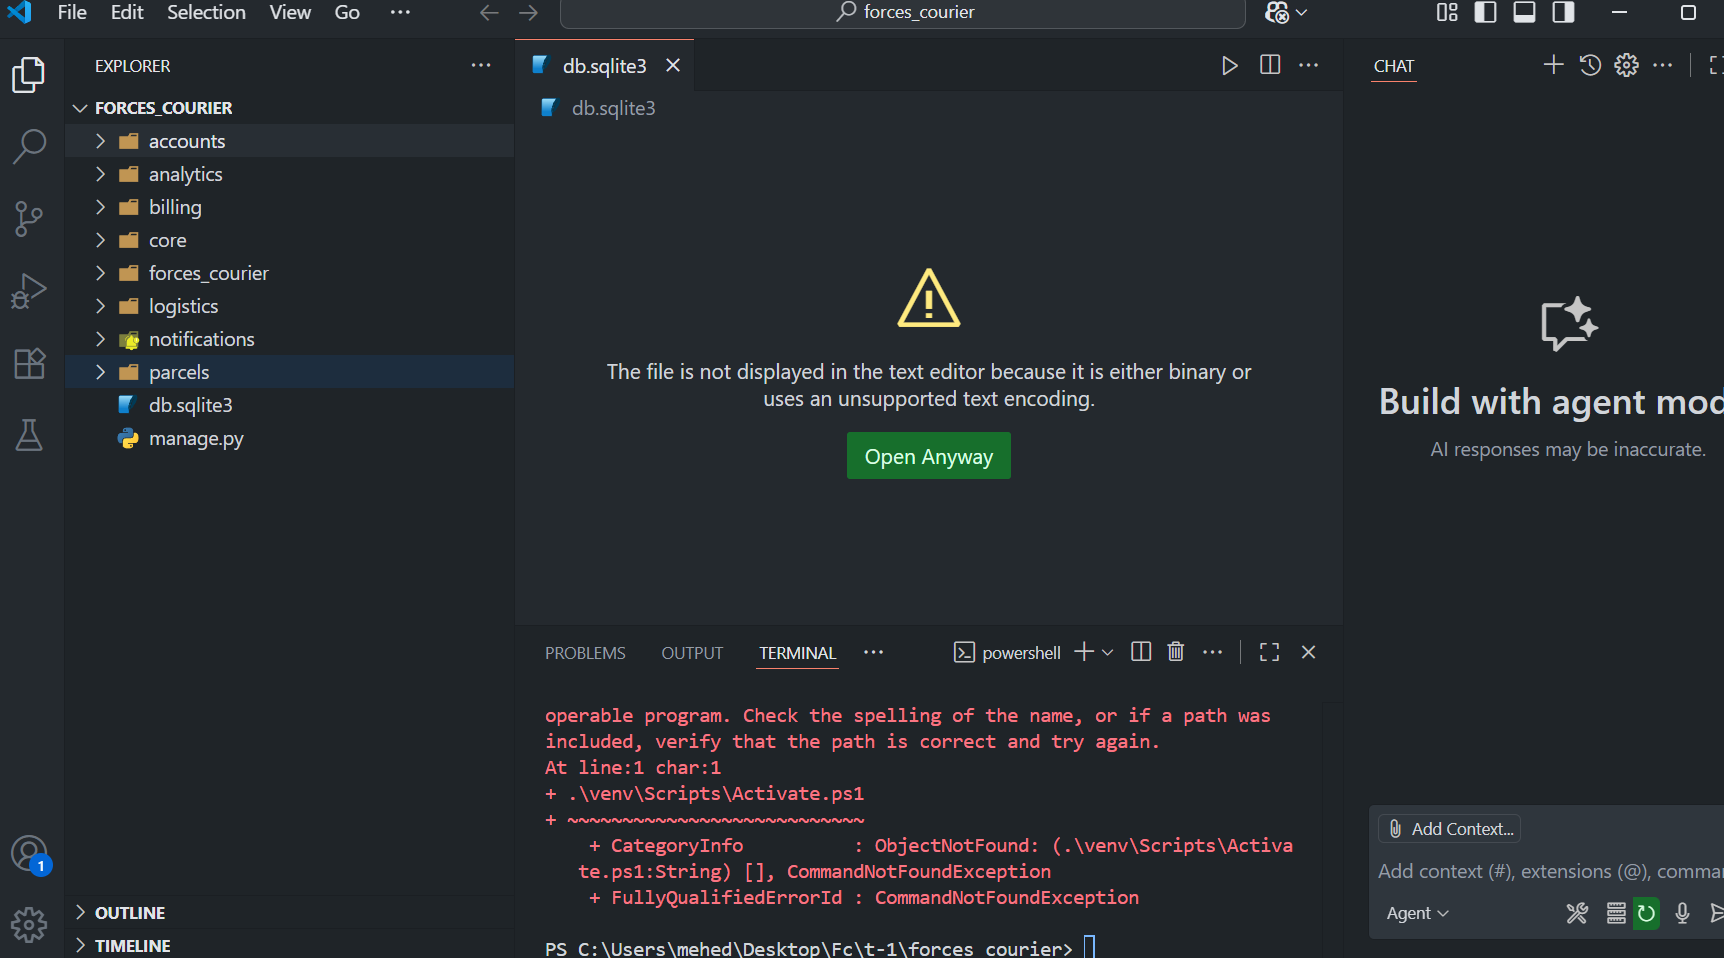 File Edit Selection View Go ···
forces_courier
EXPLORER
FORCES_COURIER
accounts
analytics
billing
core
forces_courier
logistics
notifications
parcels
db.sqlite3
manage.py
OUTLINE
TIMELINE
1
db.sqlite3
db.sqlite3
The file is not displayed in the text editor because it is either binary or
uses an unsupported text encoding.
Open Anyway
PROBLEMS OUTPUT TERMINAL ··· powershell
operable program. Check the spelling of the name, or if a path was
included, verify that the path is correct and try again.
At line:1 char:1
+ .\venv\Scripts\Activate.ps1
+ ~~~~~~~~~~~~~~~~~~~~~~~~~~~
+ CategoryInfo          : ObjectNotFound: (.\venv\Scripts\Activa
te.ps1:String) [], CommandNotFoundException
+ FullyQualifiedErrorId : CommandNotFoundException
PS C:\Users\mehed\Desktop\Fc\t-1\forces_courier>
CHAT
Build with agent mod
AI responses may be inaccurate.
Add Context...
Add context (#), extensions (@), comma
Agent